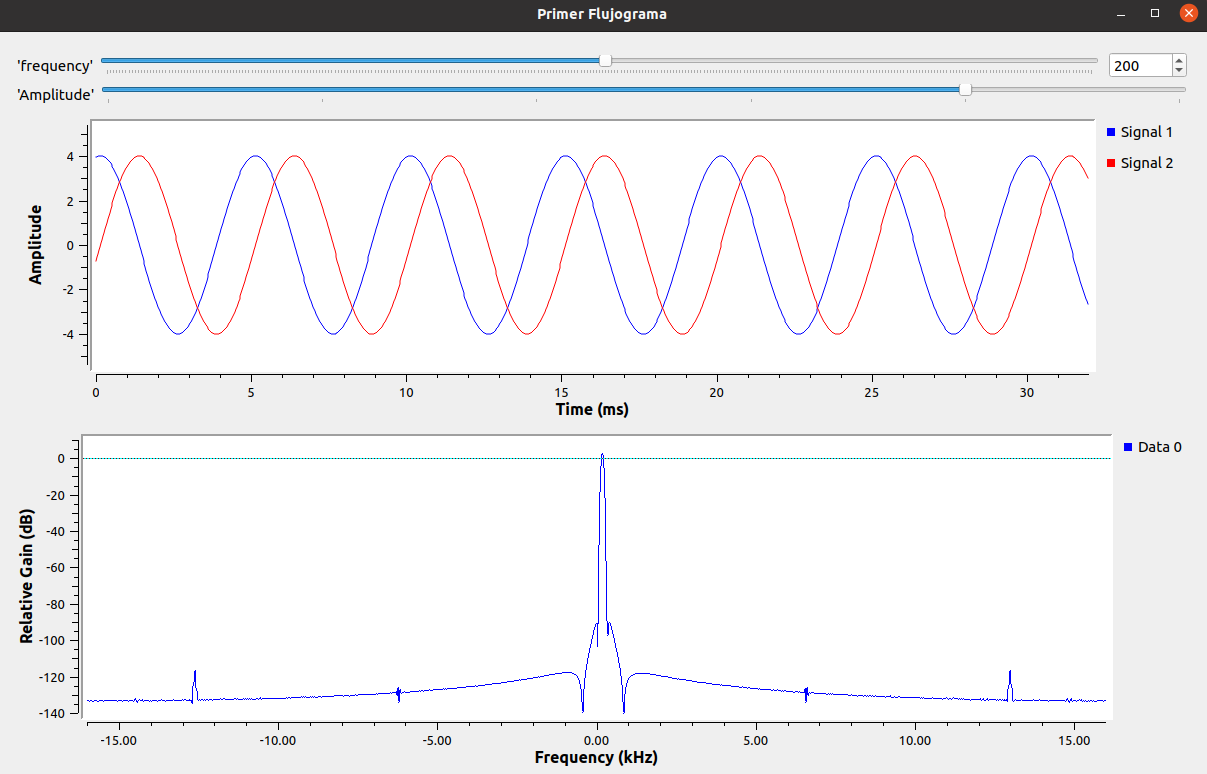 Primer Flujograma
'frequency' 200
'Amplitude'
Signal 1
Signal 2
Amplitude
4
2
0
-2
-4
0 5 10 15 20 25 30
Time (ms)
Data 0
Relative Gain (dB)
0
-20
-40
-60
-80
-100
-120
-140
-15.00 -10.00 -5.00 0.00 5.00 10.00 15.00
Frequency (kHz)